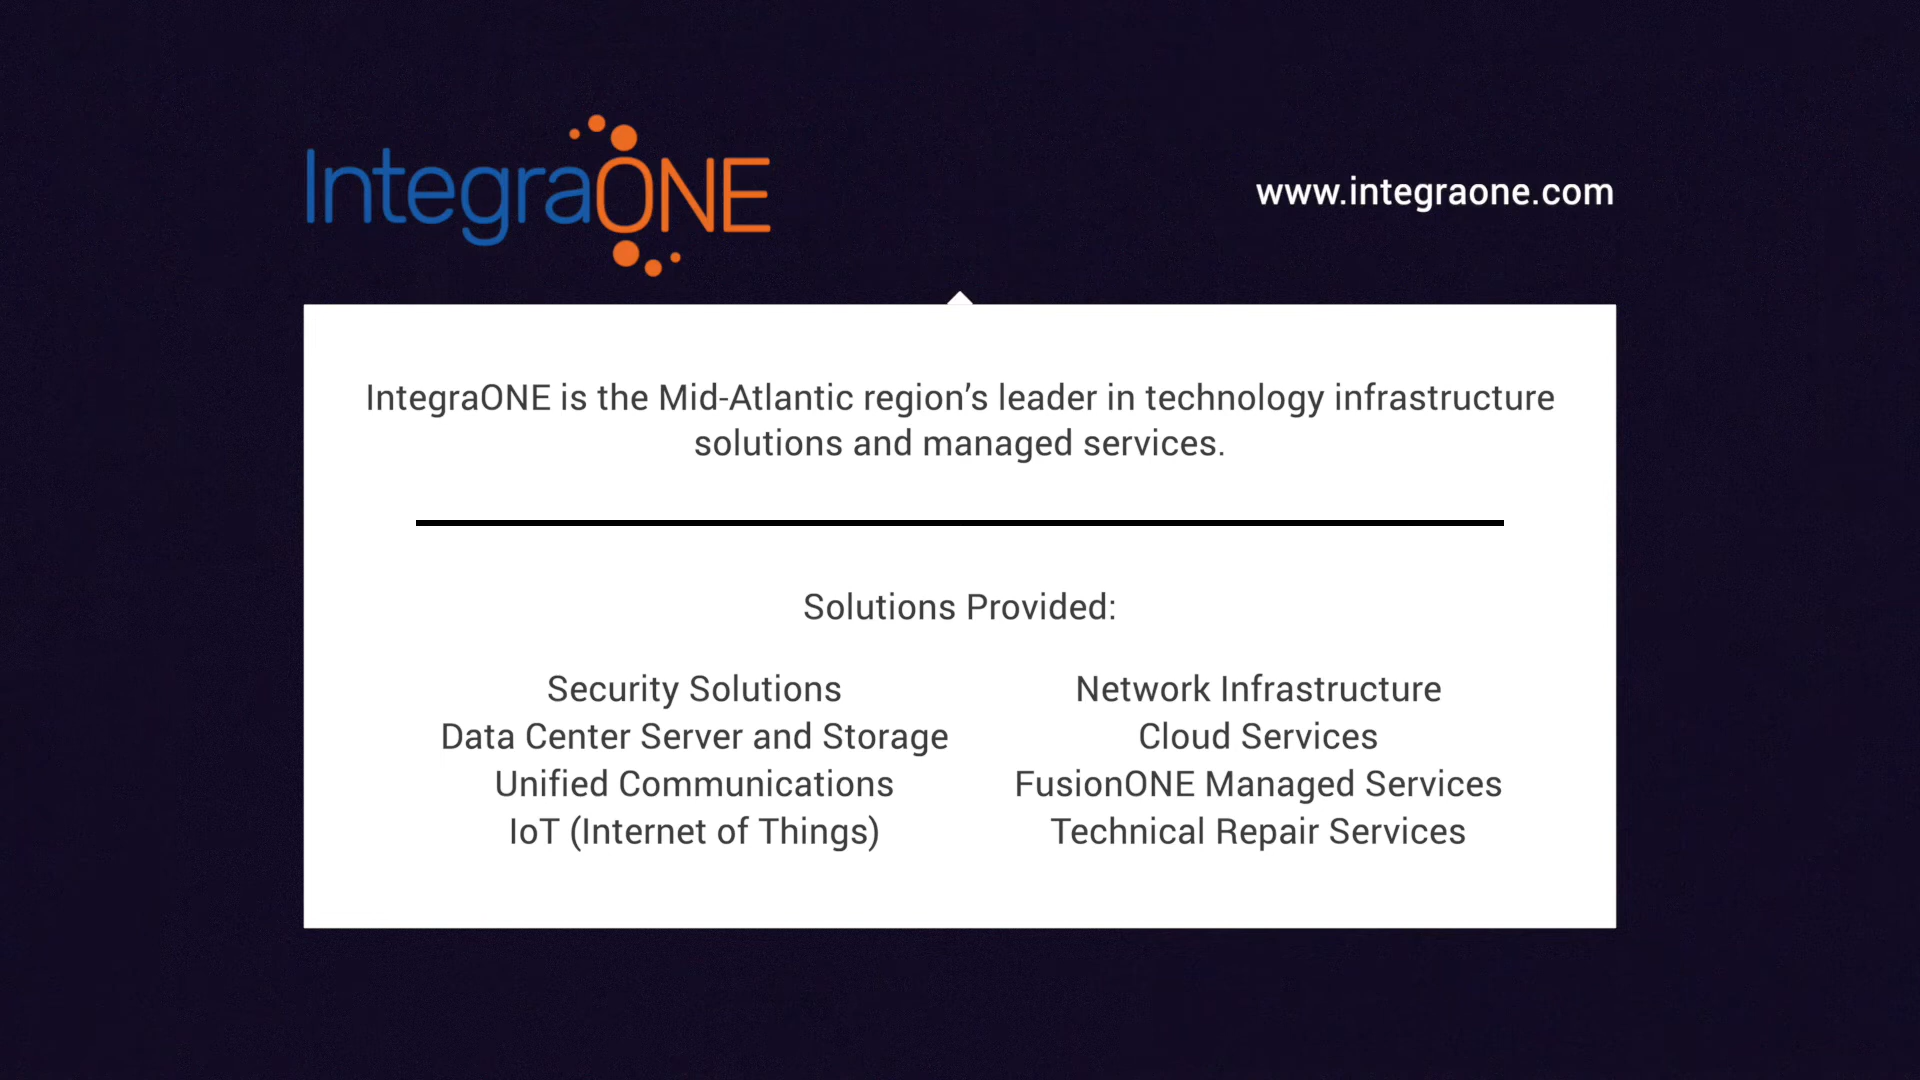 IntegraONE
www.integraone.com
IntegraONE is the Mid-Atlantic region’s leader in technology infrastructure
solutions and managed services.
Solutions Provided:
Security Solutions
Data Center Server and Storage
Unified Communications
IoT (Internet of Things)
Network Infrastructure
Cloud Services
FusionONE Managed Services
Technical Repair Services